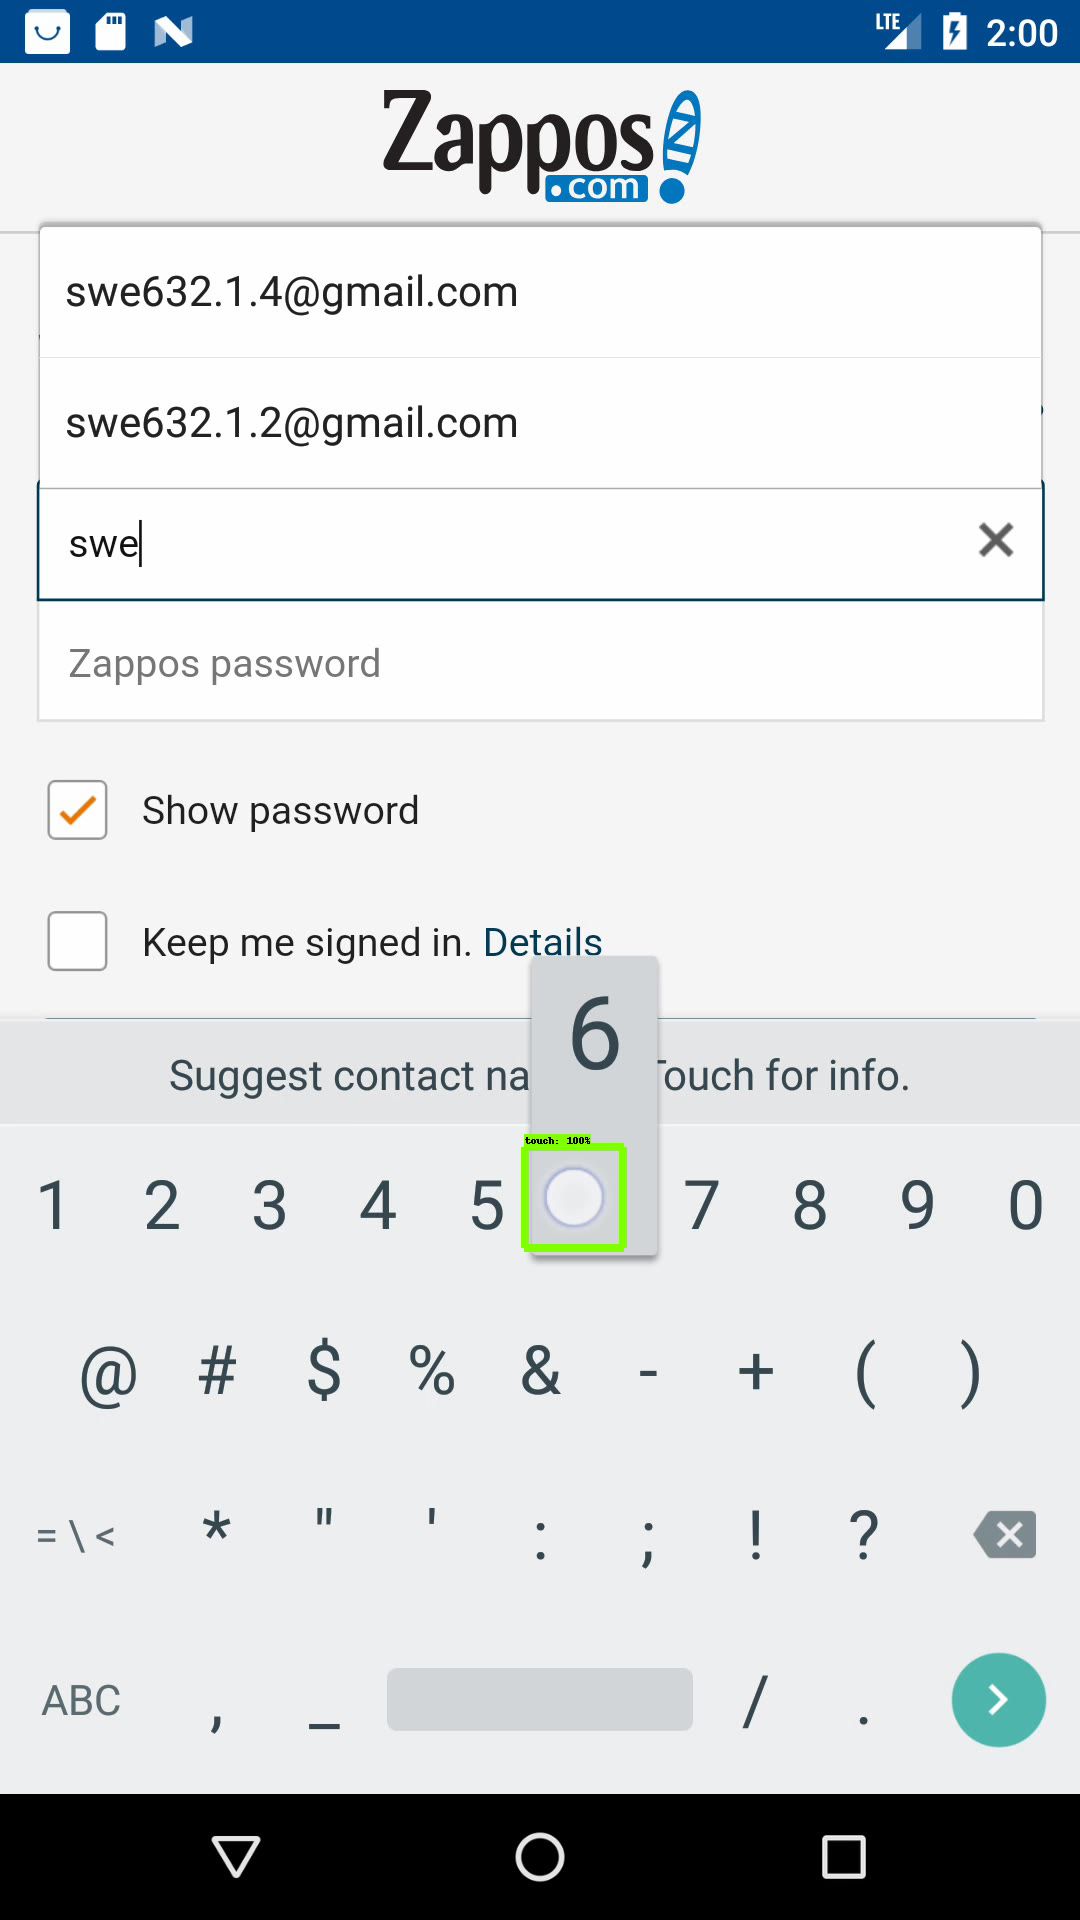 LTE 2:00
Zappos
.com
swe632.1.4@gmail.com
swe632.1.2@gmail.com
swe
Zappos password
Show password
Keep me signed in. Details
6
Suggest contact na Touch for info.
touch: 100%
1 2 3 4 5 7 8 9 0
@ # $ % & - + ( )
= \ < * " ' : ; ! ?
ABC , _ / .